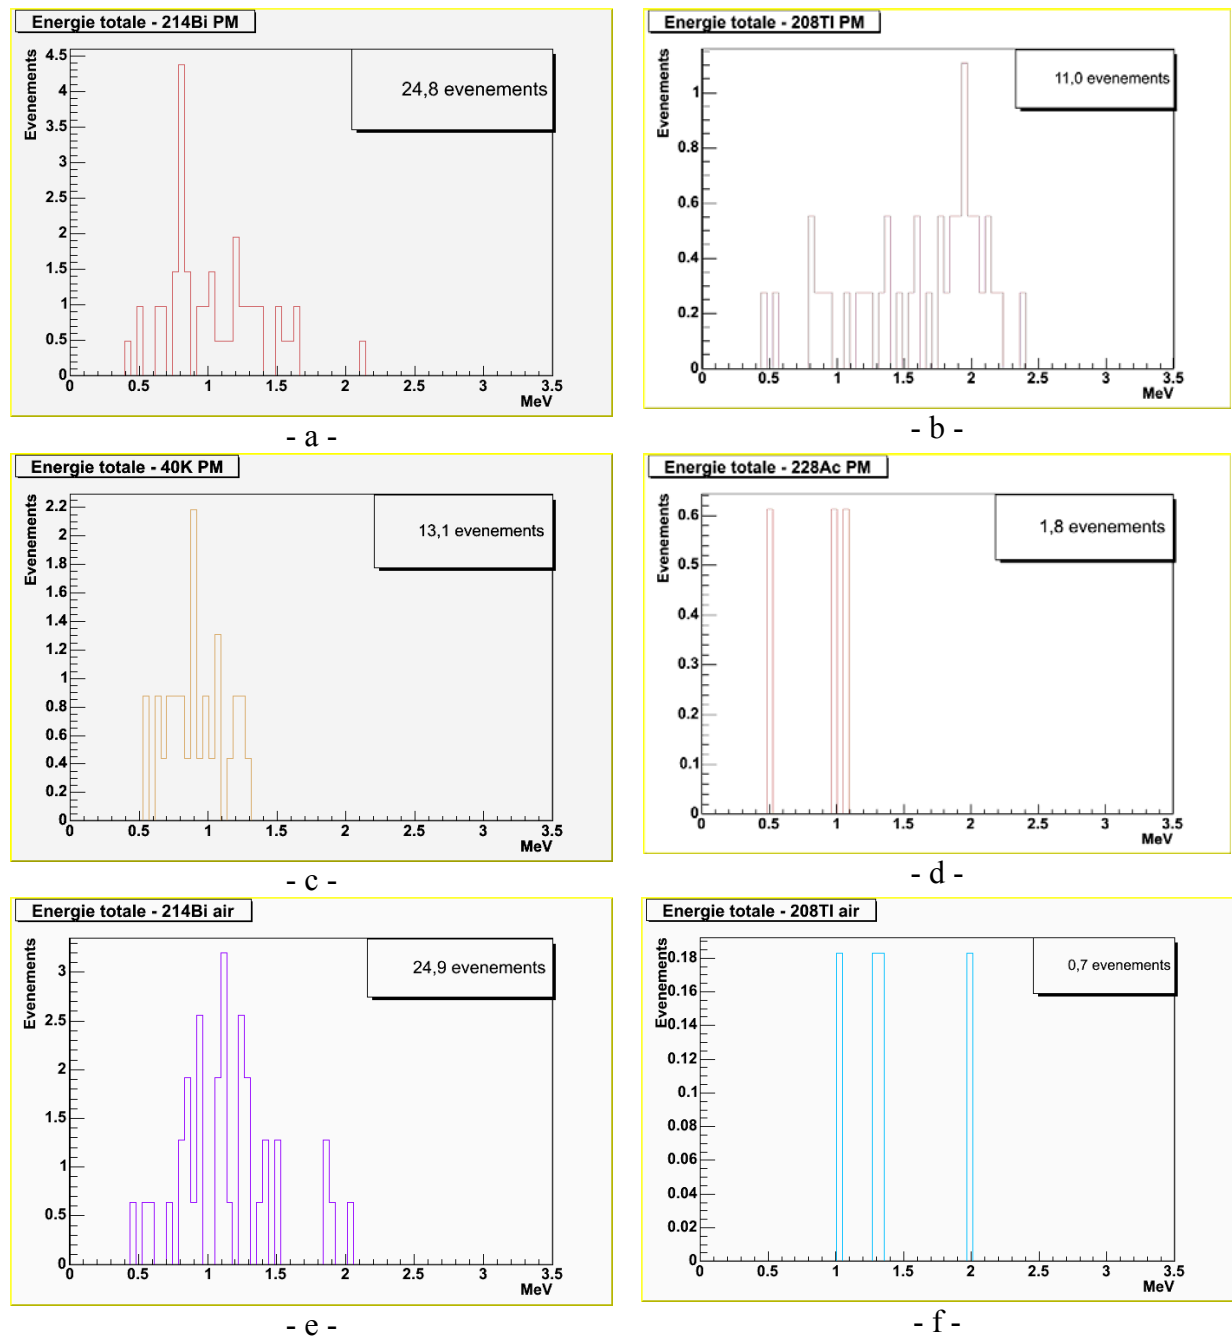 Energie totale - 214Bi PM
24,8 evenements
Evenements
4.5
4
3.5
3
2.5
2
1.5
1
0.5
0
0 0.5 1 1.5 2 2.5 3 3.5
MeV
- a -
Energie totale - 208Tl PM
11,0 evenements
Evenements
1
0.8
0.6
0.4
0.2
0
0 0.5 1 1.5 2 2.5 3 3.5
MeV
- b -
Energie totale - 40K PM
13,1 evenements
Evenements
2.2
2
1.8
1.6
1.4
1.2
1
0.8
0.6
0.4
0.2
0
0 0.5 1 1.5 2 2.5 3 3.5
MeV
- c -
Energie totale - 228Ac PM
1,8 evenements
Evenements
0.6
0.5
0.4
0.3
0.2
0.1
0
0 0.5 1 1.5 2 2.5 3 3.5
MeV
- d -
Energie totale - 214Bi air
24,9 evenements
Evenements
3
2.5
2
1.5
1
0.5
0
0 0.5 1 1.5 2 2.5 3 3.5
MeV
- e -
Energie totale - 208Tl air
0,7 evenements
Evenements
0.18
0.16
0.14
0.12
0.1
0.08
0.06
0.04
0.02
0
0 0.5 1 1.5 2 2.5 3 3.5
MeV
- f -